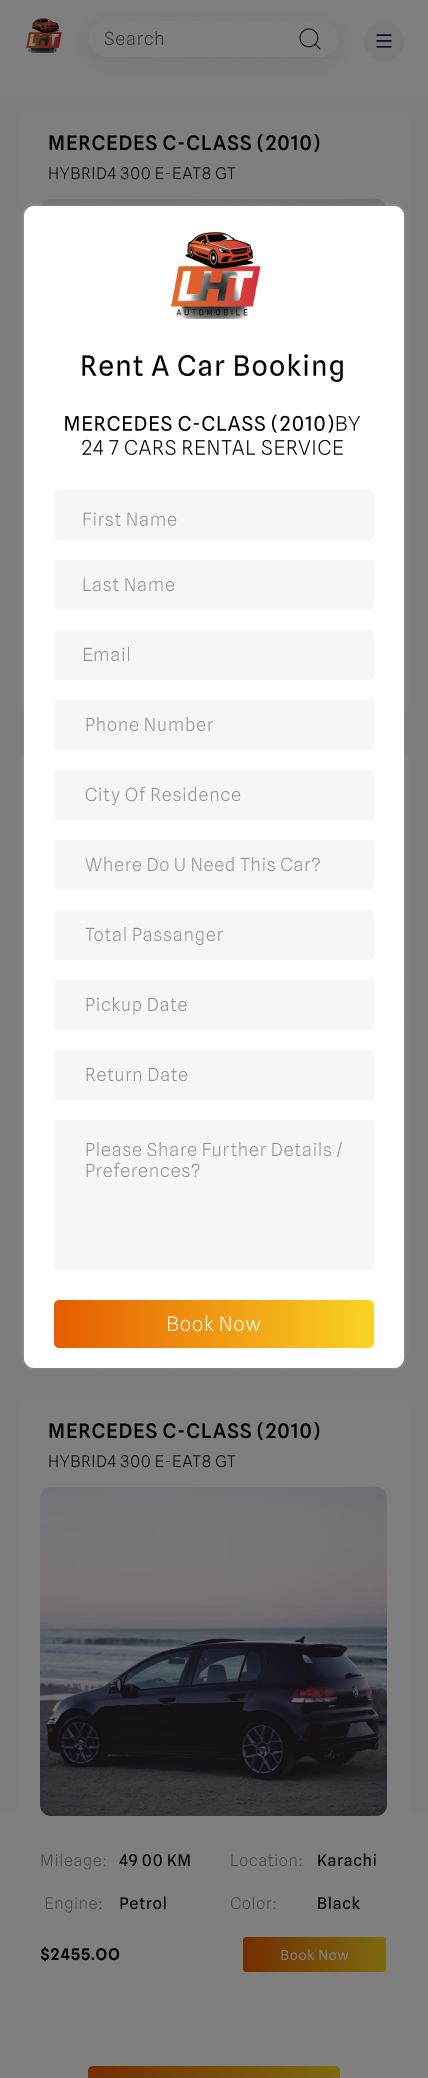 LHT
Search
MERCEDES C-CLASS (2010)
HYBRID4 300 E-EAT8 GT
LHT
AUTOMOBILE
Rent A Car Booking
MERCEDES C-CLASS (2010)BY
24 7 CARS RENTAL SERVICE
First Name
Last Name
Email
Phone Number
City Of Residence
Where Do U Need This Car?
Total Passanger
Pickup Date
Return Date
Please Share Further Details /
Preferences?
Book Now
MERCEDES C-CLASS (2010)
HYBRID4 300 E-EAT8 GT
Mileage: 49 00 KM Location: Karachi
Engine: Petrol Color: Black
$2455.00 Book Now